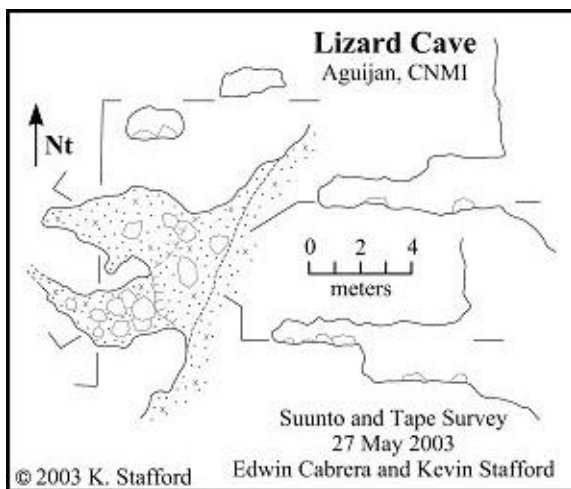 Lizard Cave
Aguijan, CNMI
Nt
0 2 4
meters
Suunto and Tape Survey
27 May 2003
Edwin Cabrera and Kevin Stafford
© 2003 K. Stafford